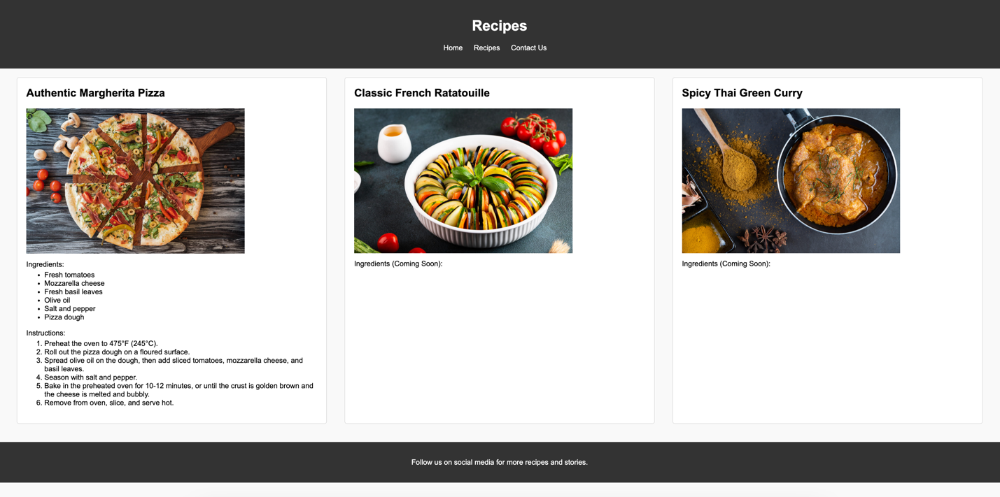 Recipes
Home Recipes Contact Us
Authentic Margherita Pizza
Ingredients:
• Fresh tomatoes
• Mozzarella cheese
• Fresh basil leaves
• Olive oil
• Salt and pepper
• Pizza dough
Instructions:
1. Preheat the oven to 475°F (245°C).
2. Roll out the pizza dough on a floured surface.
3. Spread olive oil on the dough, then add sliced tomatoes, mozzarella cheese, and
basil leaves.
4. Season with salt and pepper.
5. Bake in the preheated oven for 10-12 minutes, or until the crust is golden brown and
the cheese is melted and bubbly.
6. Remove from oven, slice, and serve hot.
Classic French Ratatouille
Ingredients (Coming Soon):
Spicy Thai Green Curry
Ingredients (Coming Soon):
Follow us on social media for more recipes and stories.